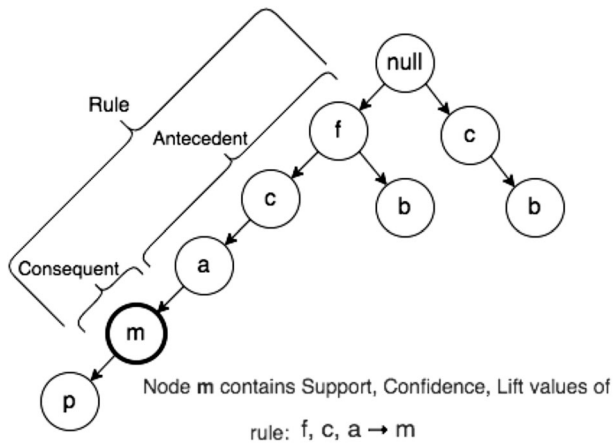 null
Rule
Antecedent
f
c
c
b
b
Consequent
a
m
p
Node m contains Support, Confidence, Lift values of
rule: f, c, a → m